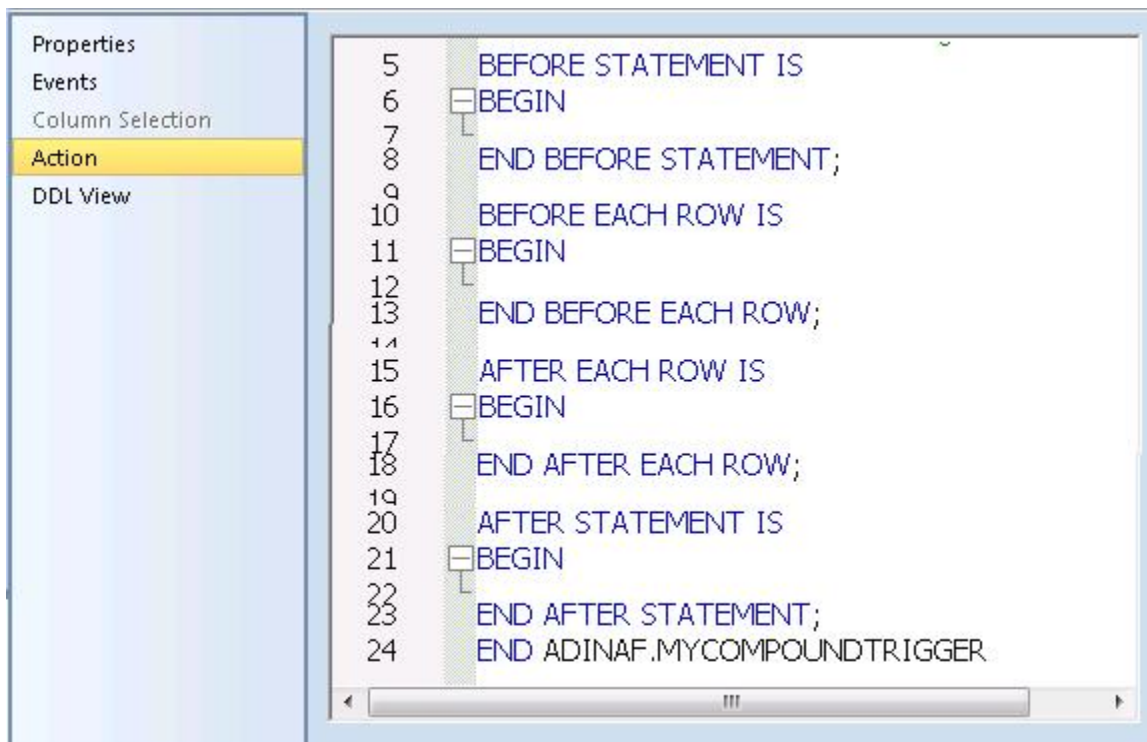 Properties
Events
Column Selection
Action
DDL View
5 BEFORE STATEMENT IS
6 BEGIN
7
8 END BEFORE STATEMENT;
9
10 BEFORE EACH ROW IS
11 BEGIN
12
13 END BEFORE EACH ROW;
14
15 AFTER EACH ROW IS
16 BEGIN
17
18 END AFTER EACH ROW;
19
20 AFTER STATEMENT IS
21 BEGIN
22
23 END AFTER STATEMENT;
24 END ADINAF.MYCOMPOUNDTRIGGER